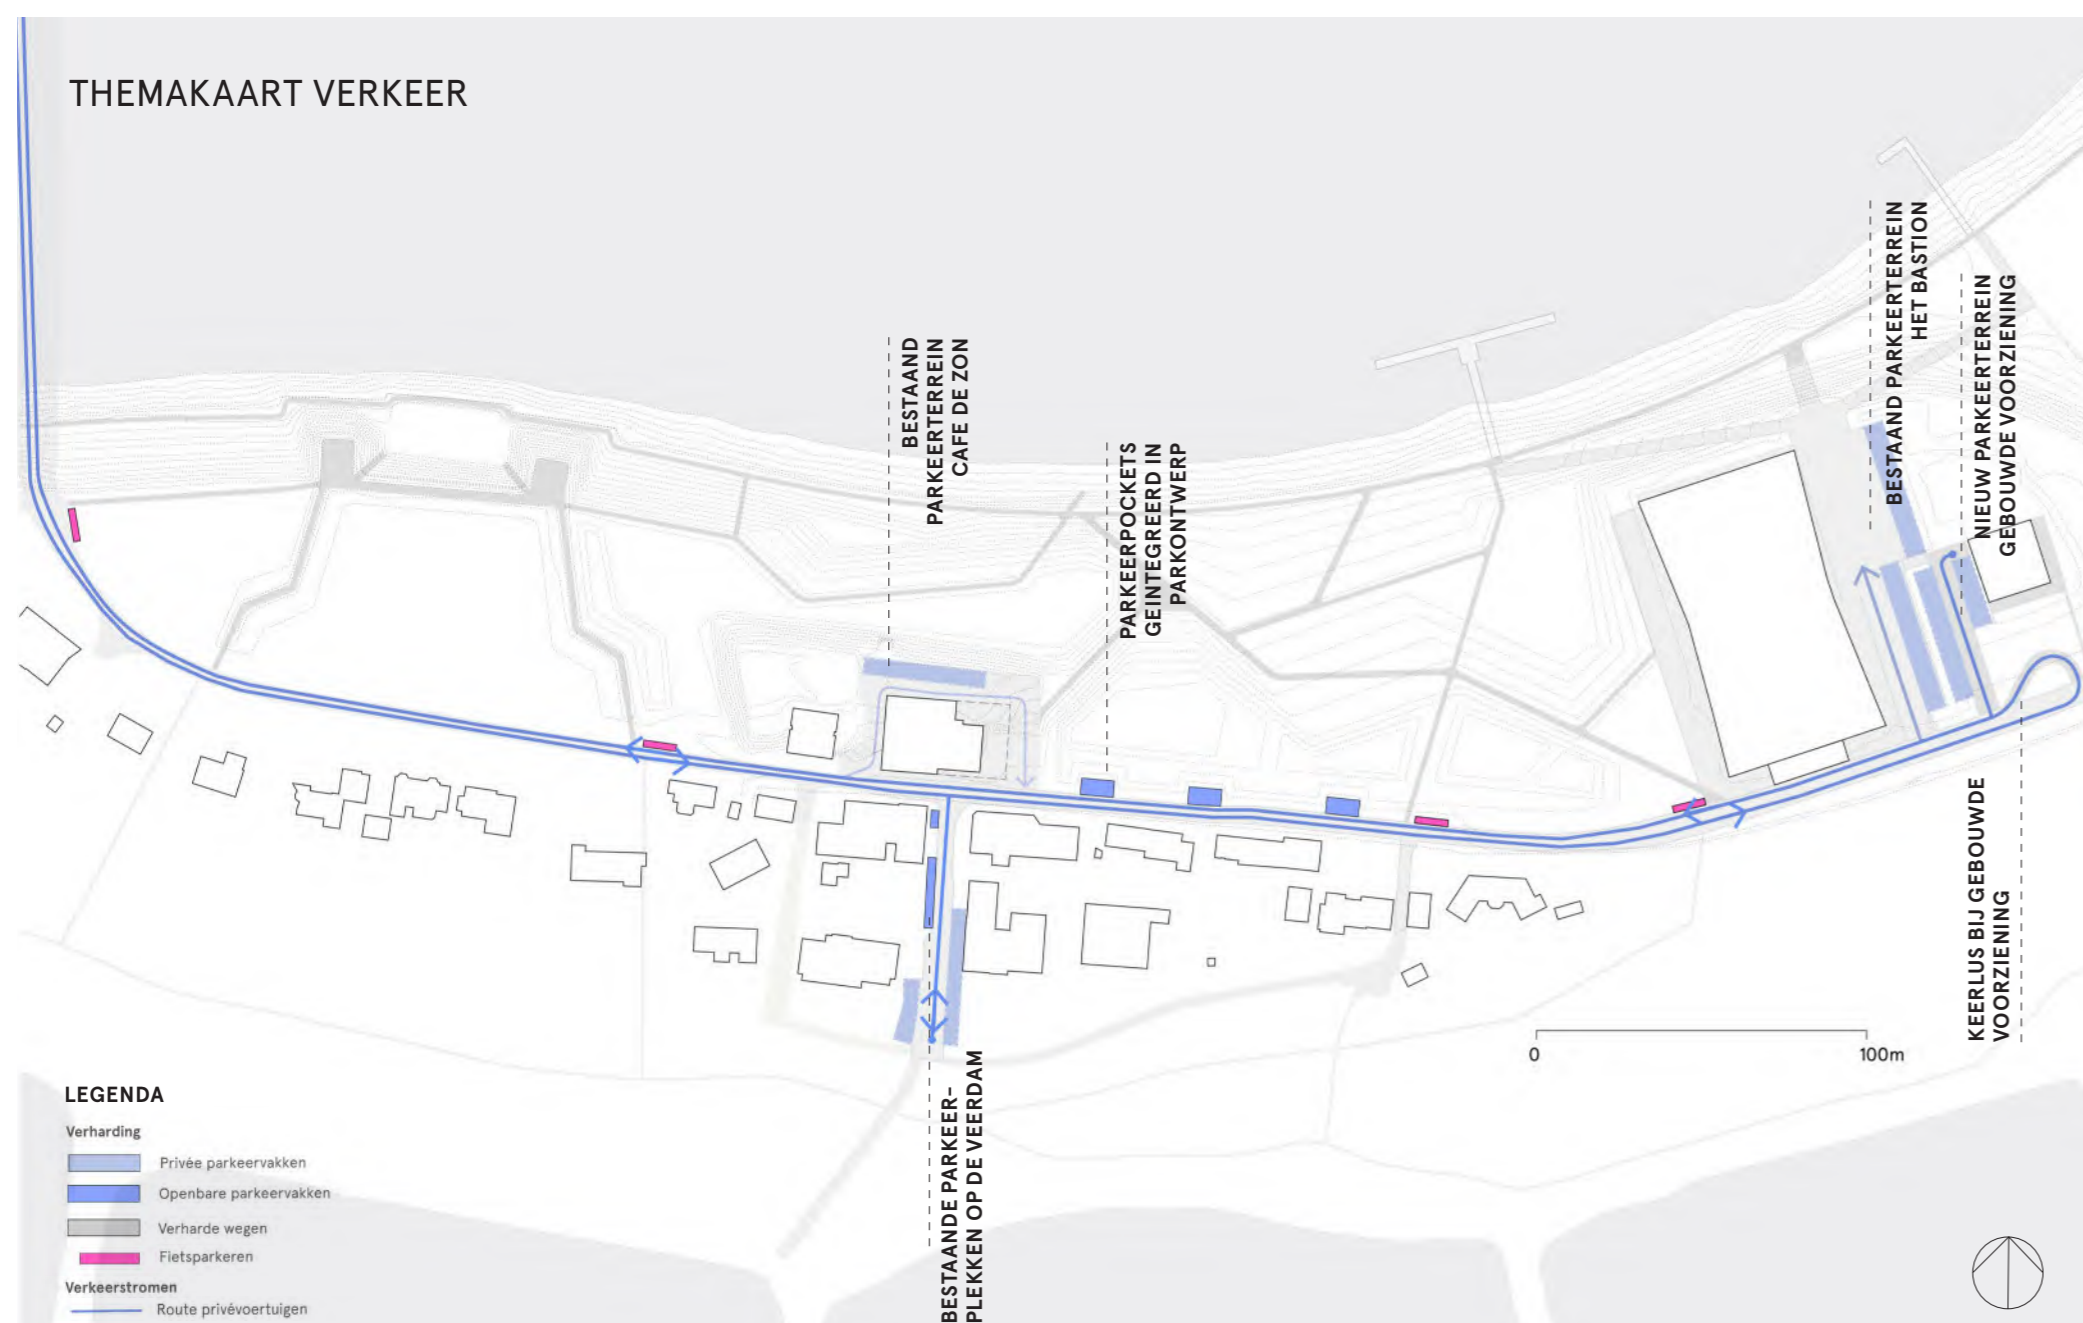 THEMAKAART VERKEER
BESTAAND
PARKEERTEREIN
CAFE DE ZON
PARKEERPOCKETS
GEINTEGREERD IN
PARKONTWERP
BESTAAND PARKEERTERREIN
HET BASTION
NIEUW PARKEERTERREIN
GEBOUWDE VOORZIENING
KEERLUS BIJ GEBOUWDE
VOORZIENING
BESTAANDE PARKEER-
PLEKKEN OP DE VEERDAM
0
100m
LEGENDA
Verharding
Privée parkeervakken
Openbare parkeervakken
Verharde wegen
Fietsparkeren
Verkeerstromen
Route privévoertuigen